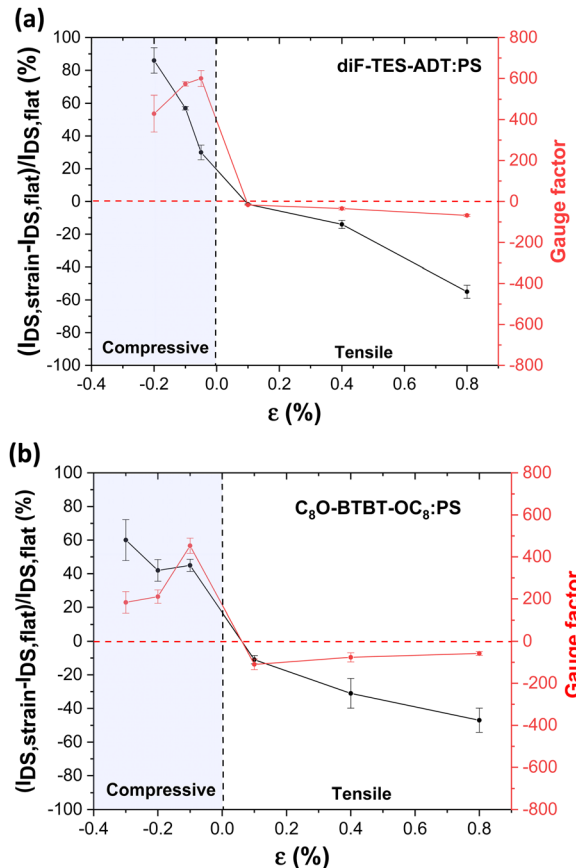 (a)
diF-TES-ADT:PS
(IDS,strain-IDS,flat)/IDS,flat (%)
100
80
60
40
20
0
-20
-40
-60
-80
-100
800
600
400
200
0
-200
-400
-600
-800
Gauge factor
Compressive
Tensile
-0.4 -0.2 0.0 0.2 0.4 0.6 0.8
ε (%)
(b)
C₈O-BTBT-OC₈:PS
(IDS,strain-IDS,flat)/IDS,flat (%)
100
80
60
40
20
0
-20
-40
-60
-80
-100
800
600
400
200
0
-200
-400
-600
-800
Gauge factor
Compressive
Tensile
-0.4 -0.2 0.0 0.2 0.4 0.6 0.8
ε (%)